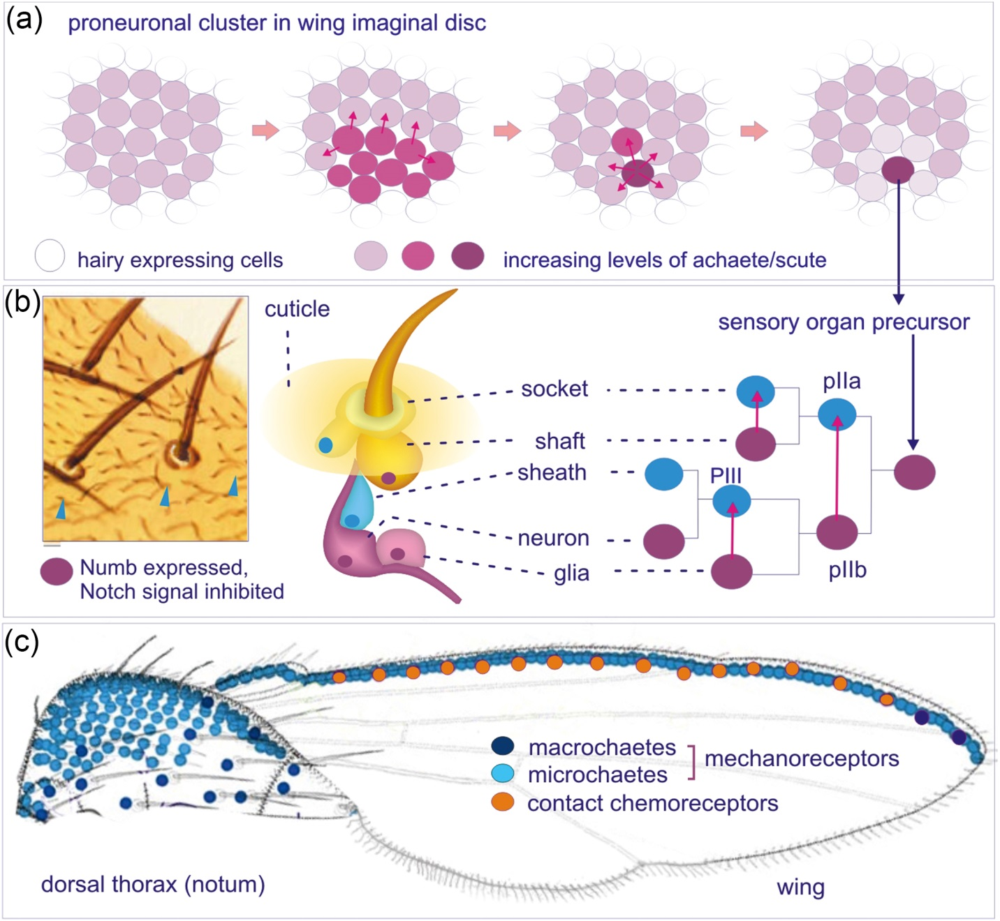 (a)
proneuronal cluster in wing imaginal disc
hairy expressing cells
increasing levels of achaete/scute
(b)
cuticle
sensory organ precursor
socket
pIIa
shaft
sheath
PIII
neuron
glia
pIIb
Numb expressed,
Notch signal inhibited
(c)
macrochaetes
microchaetes
mechanoreceptors
contact chemoreceptors
dorsal thorax (notum)
wing